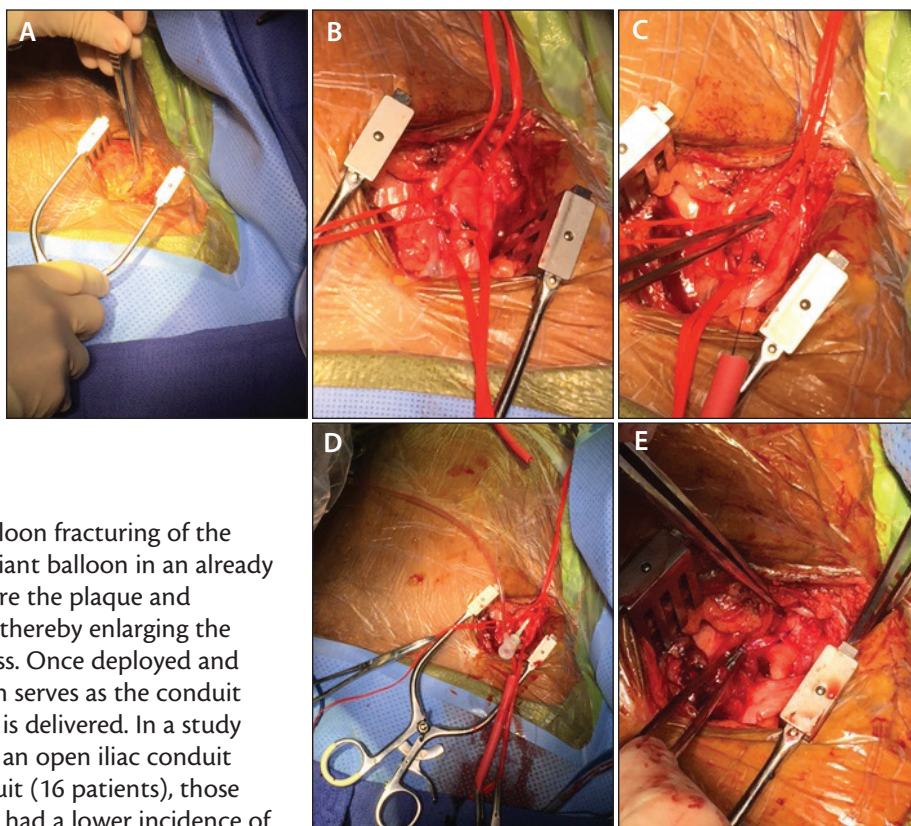 A
B
C
D
E
loon fracturing of the
iant balloon in an already
re the plaque and
thereby enlarging the
ss. Once deployed and
n serves as the conduit
is delivered. In a study
an open iliac conduit
uit (16 patients), those
had a lower incidence of